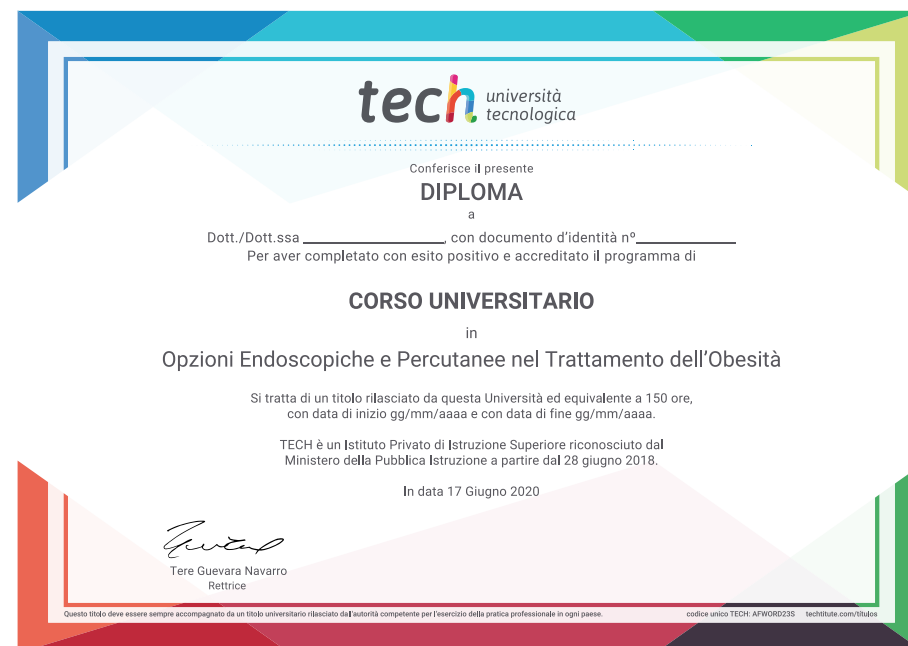 tech università
tecnologica
Conferisce il presente
DIPLOMA
a
Dott./Dott.ssa ____________________, con documento d'identità nº______________
Per aver completato con esito positivo e accreditato il programma di
CORSO UNIVERSITARIO
in
Opzioni Endoscopiche e Percutanee nel Trattamento dell'Obesità
Si tratta di un titolo rilasciato da questa Università ed equivalente a 150 ore,
con data di inizio gg/mm/aaaa e con data di fine gg/mm/aaaa.
TECH è un Istituto Privato di Istruzione Superiore riconosciuto dal
Ministero della Pubblica Istruzione a partire dal 28 giugno 2018.
In data 17 Giugno 2020
Tere Guevara Navarro
Rettrice
Questo titolo deve essere sempre accompagnato da un titolo universitario rilasciato dall'autorità competente per l'esercizio della pratica professionale in ogni paese. codice unico TECH: AFWORD23S techtitute.com/titulos